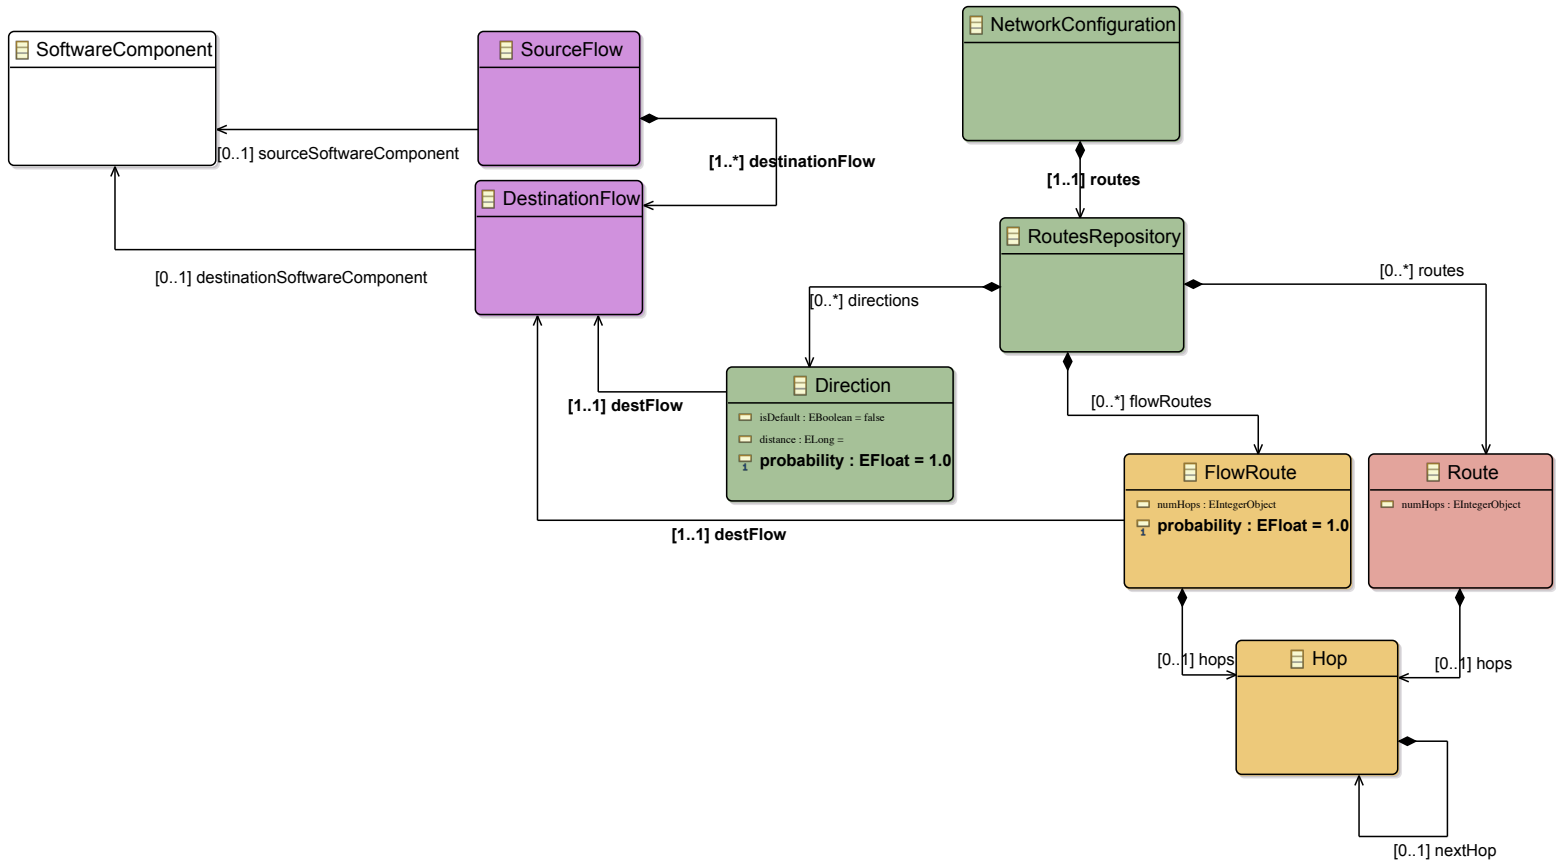 SoftwareComponent
SourceFlow
NetworkConfiguration
[0..1] sourceSoftwareComponent
[1..*] destinationFlow
[1..1] routes
DestinationFlow
RoutesRepository
[0..1] destinationSoftwareComponent
[0..*] routes
[0..*] directions
Direction
isDefault : EBoolean = false
distance : ELong =
probability : EFloat = 1.0
[1..1] destFlow
[0..*] flowRoutes
FlowRoute
numHops : EIntegerObject
probability : EFloat = 1.0
Route
numHops : EIntegerObject
[1..1] destFlow
[0..1] hops
Hop
[0..1] hops
[0..1] nextHop